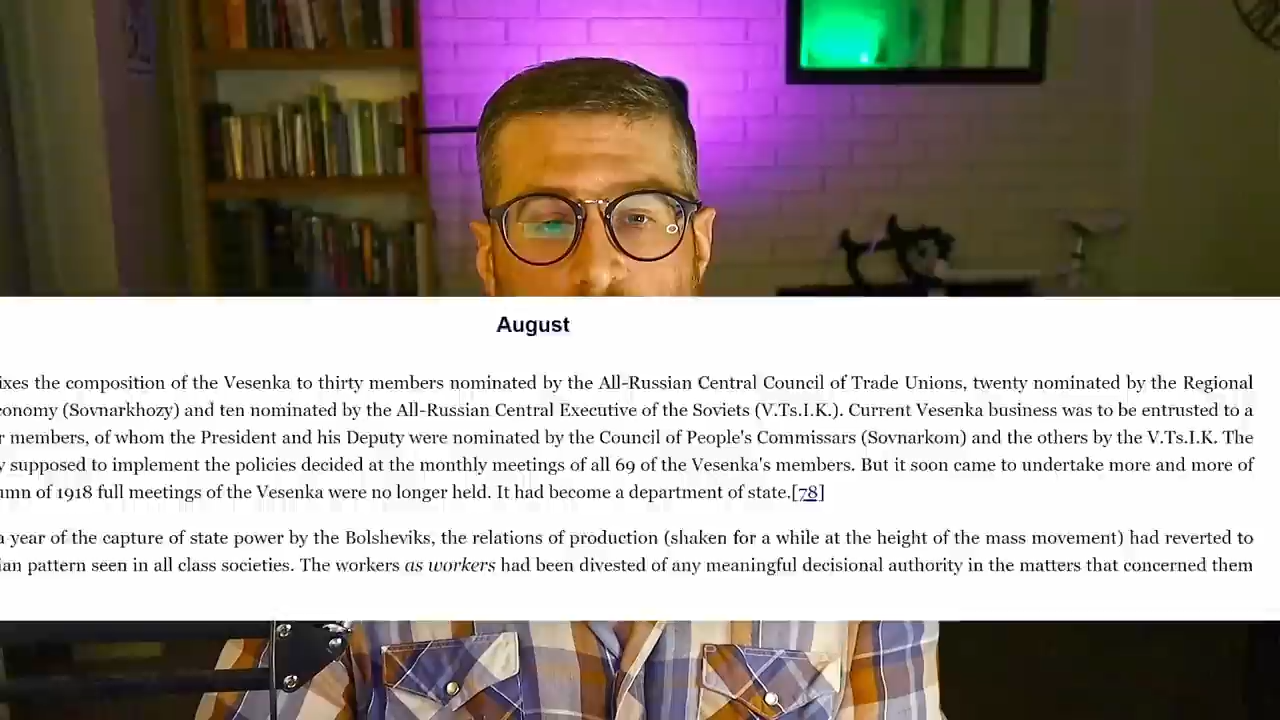 August
the composition of the Vesenka to thirty members nominated by the All-Russian Central Council of Trade Unions, twenty nominated by the Regional
(Sovnarkhozy) and ten nominated by the All-Russian Central Executive of the Soviets (V.Ts.I.K.). Current Vesenka business was to be entrusted to a
members, of whom the President and his Deputy were nominated by the Council of People's Commissars (Sovnarkom) and the others by the V.Ts.I.K. The
supposed to implement the policies decided at the monthly meetings of all 69 of the Vesenka's members. But it soon came to undertake more and more of
of 1918 full meetings of the Vesenka were no longer held. It had become a department of state.[78]
a year of the capture of state power by the Bolsheviks, the relations of production (shaken for a while at the height of the mass movement) had reverted to
pattern seen in all class societies. The workers as workers had been divested of any meaningful decisional authority in the matters that concerned them